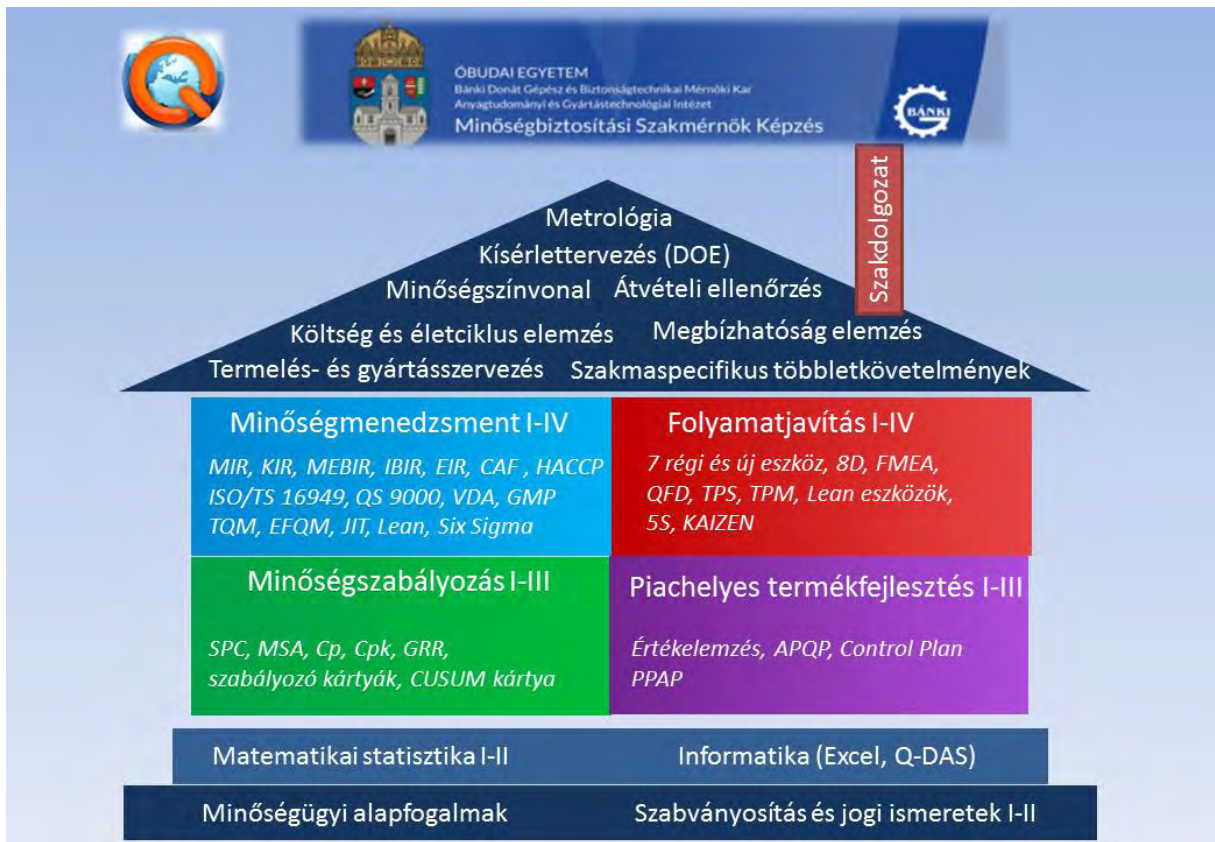 ÓBUDAI EGYETEM
Bánki Donát Gépész és Biztonságtechnikai Mérnöki Kar
Anyagtudományi és Gyártástechnológiai Intézet
Minőségbiztosítási Szakmérnök Képzés
BÁNKI
Szakdolgozat
Metrológia
Kísérlettervezés (DOE)
Minőségszínvonal Átvételi ellenőrzés
Költség és életciklus elemzés Megbízhatóság elemzés
Termelés- és gyártásszervezés Szakmaspecifikus többletkövetelmények
Minőségmenedzsment I-IV
MIR, KIR, MEBIR, IBIR, EIR, CAF , HACCP
ISO/TS 16949, QS 9000, VDA, GMP
TQM, EFQM, JIT, Lean, Six Sigma
Folyamatjavítás I-IV
7 régi és új eszköz, 8D, FMEA,
QFD, TPS, TPM, Lean eszközök,
5S, KAIZEN
Minőségszabályozás I-III
SPC, MSA, Cp, Cpk, GRR,
szabályozó kártyák, CUSUM kártya
Piachelyes termékfejlesztés I-III
Értékelemzés, APQP, Control Plan
PPAP
Matematikai statisztika I-II Informatika (Excel, Q-DAS)
Minőségügyi alapfogalmak Szabványosítás és jogi ismeretek I-II